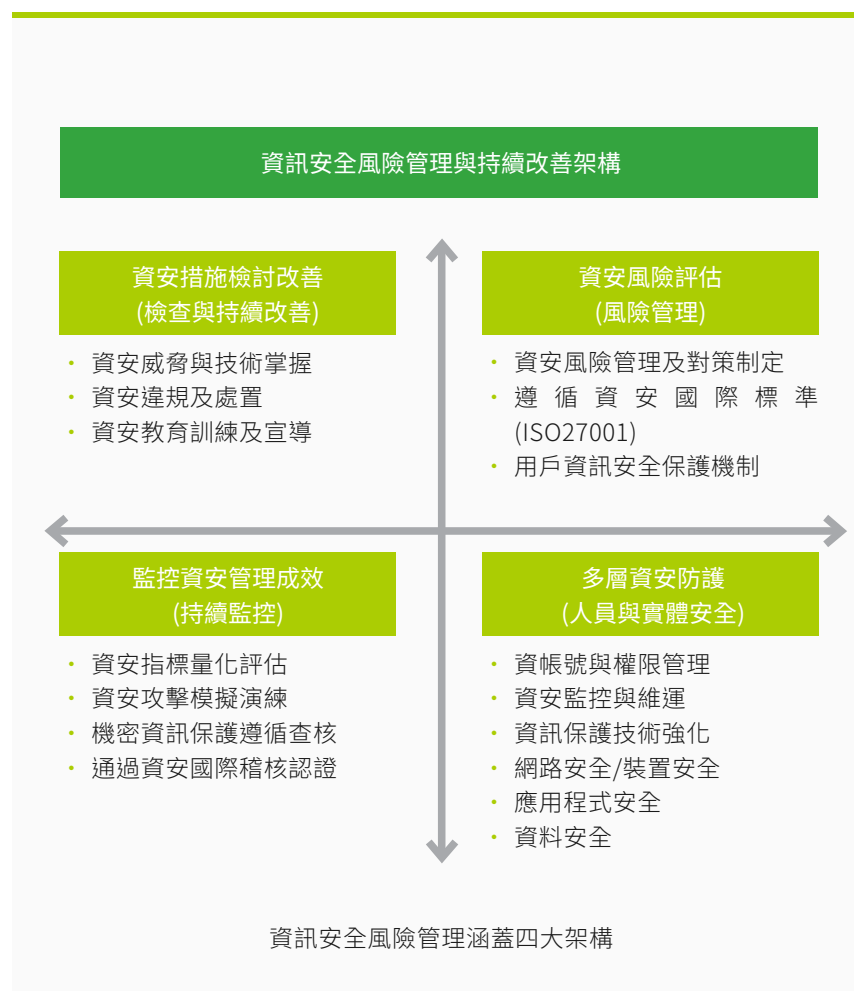 資訊安全風險管理與持續改善架構
資安措施檢討改善
(檢查與持續改善)
・ 資安威脅與技術掌握
・ 資安違規及處置
・ 資安教育訓練及宣導
資安風險評估
(風險管理)
・ 資安風險管理及對策制定
・ 遵循資安國際標準
(ISO27001)
・ 用戶資訊安全保護機制
監控資安管理成效
(持續監控)
・ 資安指標量化評估
・ 資安攻擊模擬演練
・ 機密資訊保護遵循查核
・ 通過資安國際稽核認證
多層資安防護
(人員與實體安全)
・ 資帳號與權限管理
・ 資安監控與維運
・ 資訊保護技術強化
・ 網路安全/裝置安全
・ 應用程式安全
・ 資料安全
資訊安全風險管理涵蓋四大架構